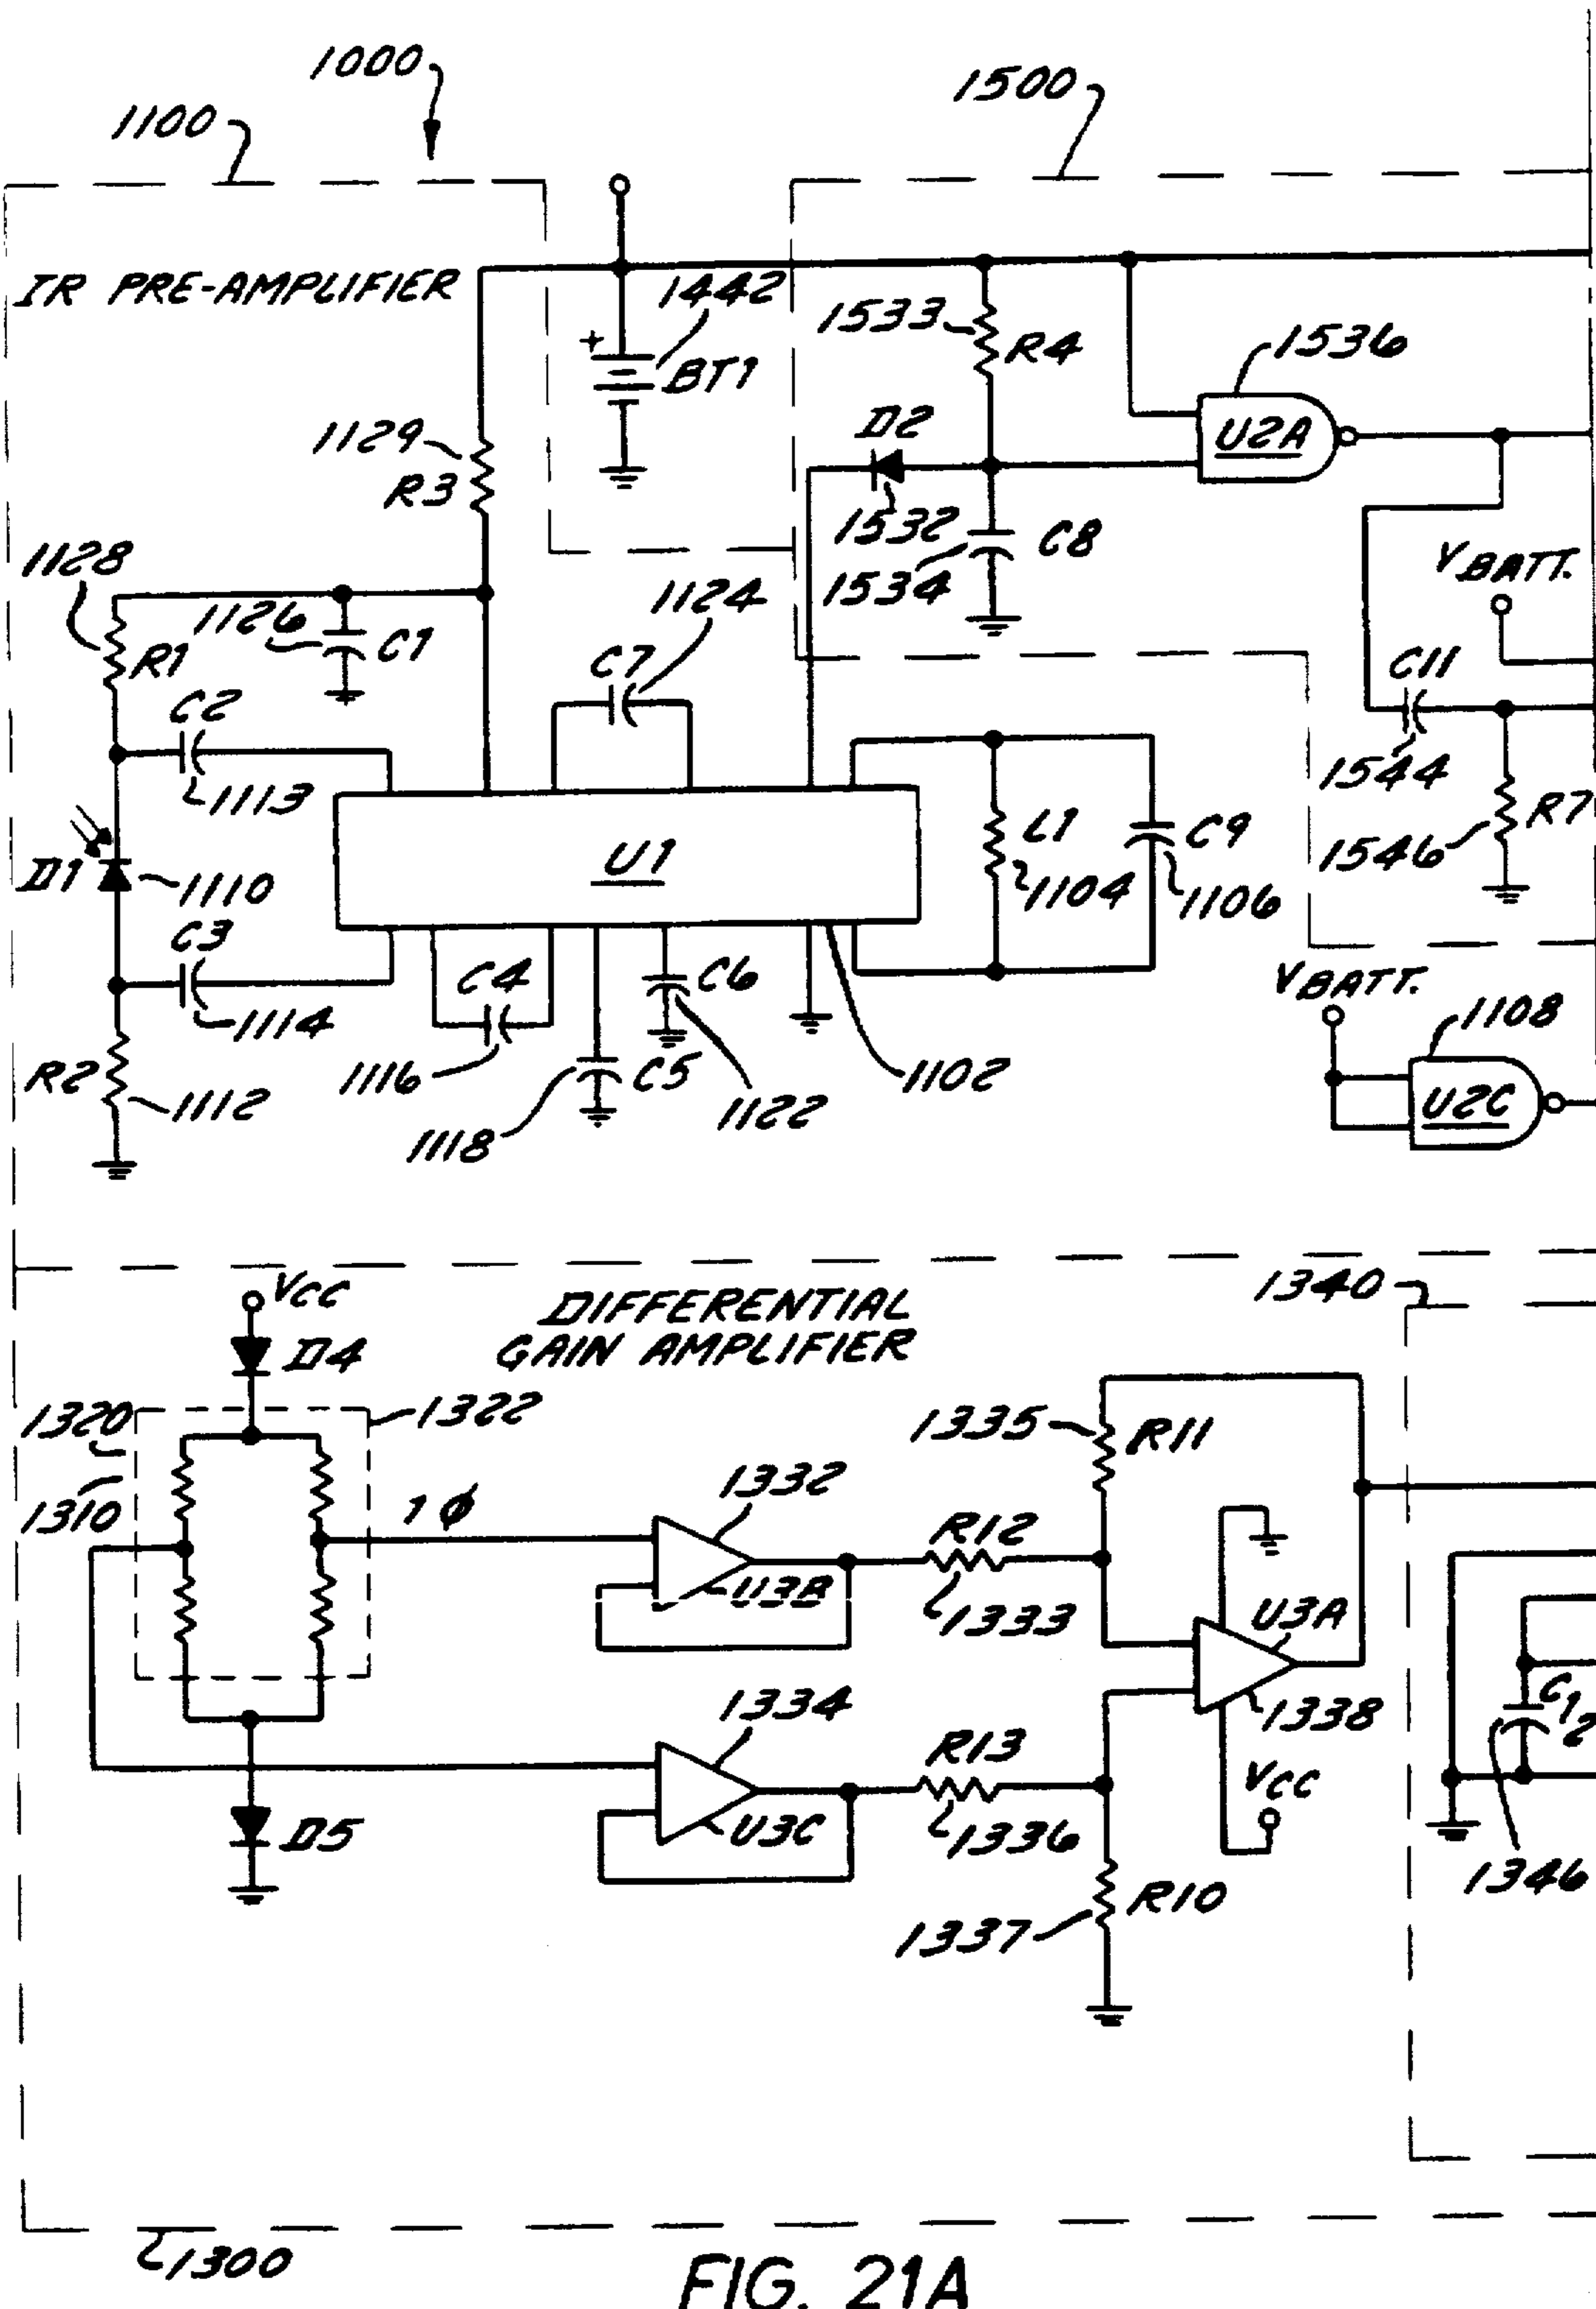 1000
1100
1500
IR PRE-AMPLIFIER
+
1442
BT1
1533
R4
1536
U2A
D2
1532
1534
C8
1129
R3
1128
R1
1126
C1
1124
C7
VBATT.
C11
1544
1546
R7
C2
1113
D1
1110
U1
L1
1104
C9
1106
C3
1114
C4
1116
C6
1122
C5
1118
1102
R2
1112
VBATT.
1108
U2C
VCC
D4
DIFFERENTIAL
GAIN AMPLIFIER
1340
1320
1322
1310
1 ϕ
1332
U3B
1335
R11
R12
1333
U3A
1338
1334
U3C
R13
1336
VCC
C12
1346
D5
R10
1337
1300
FIG. 21A